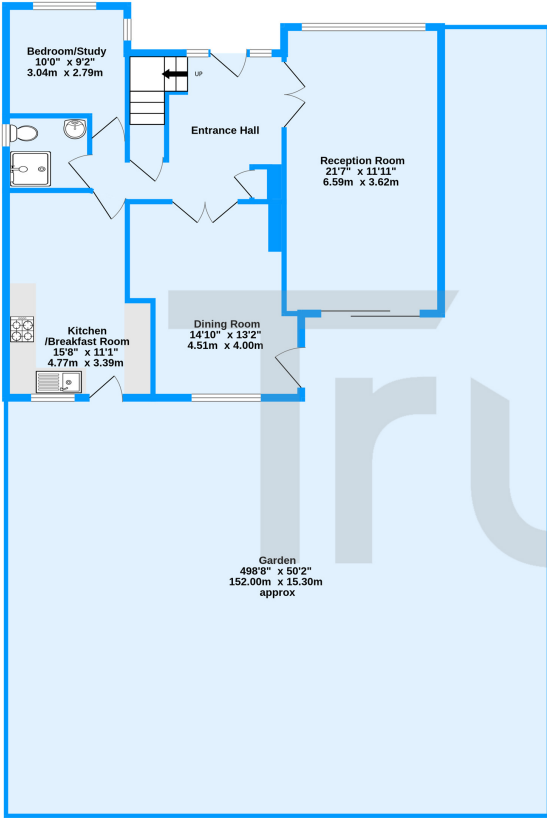 Bedroom/Study
10'0" x 9'2"
3.04m x 2.79m
UP
Entrance Hall
Reception Room
21'7" x 11'11"
6.59m x 3.62m
Dining Room
14'10" x 13'2"
4.51m x 4.00m
Kitchen
/Breakfast Room
15'8" x 11'1"
4.77m x 3.39m
Garden
498'8" x 50'2"
152.00m x 15.30m
approx
Tru